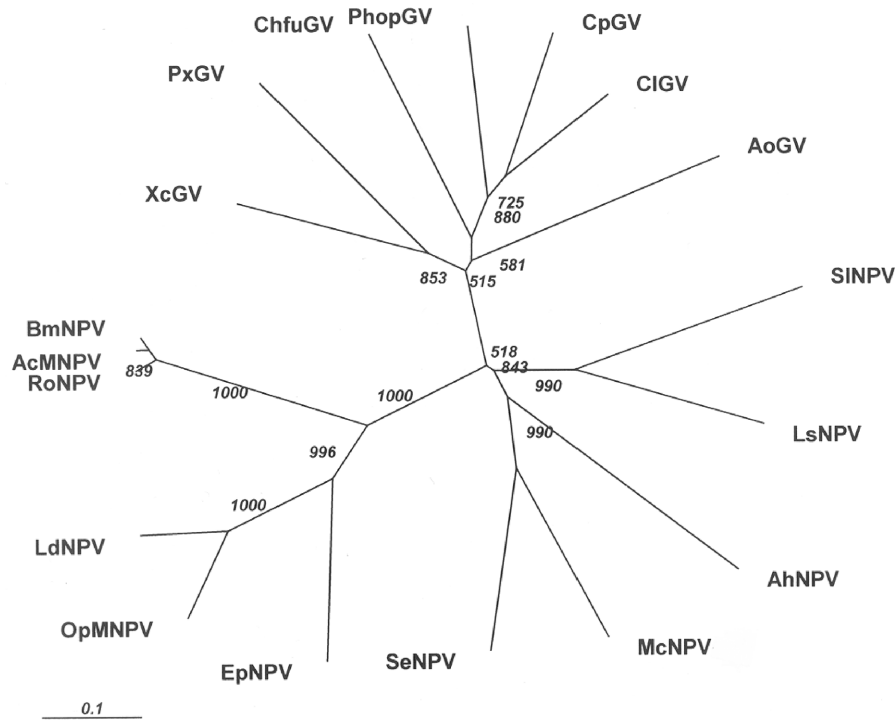 PhopGV
ChfuGV
CpGV
PxGV
ClGV
AoGV
XcGV
725
880
581
853
515
SlNPV
BmNPV
518
AcMNPV
843
839
RoNPV
990
1000
1000
990
LsNPV
996
1000
LdNPV
AhNPV
OpMNPV
McNPV
SeNPV
EpNPV
0.1